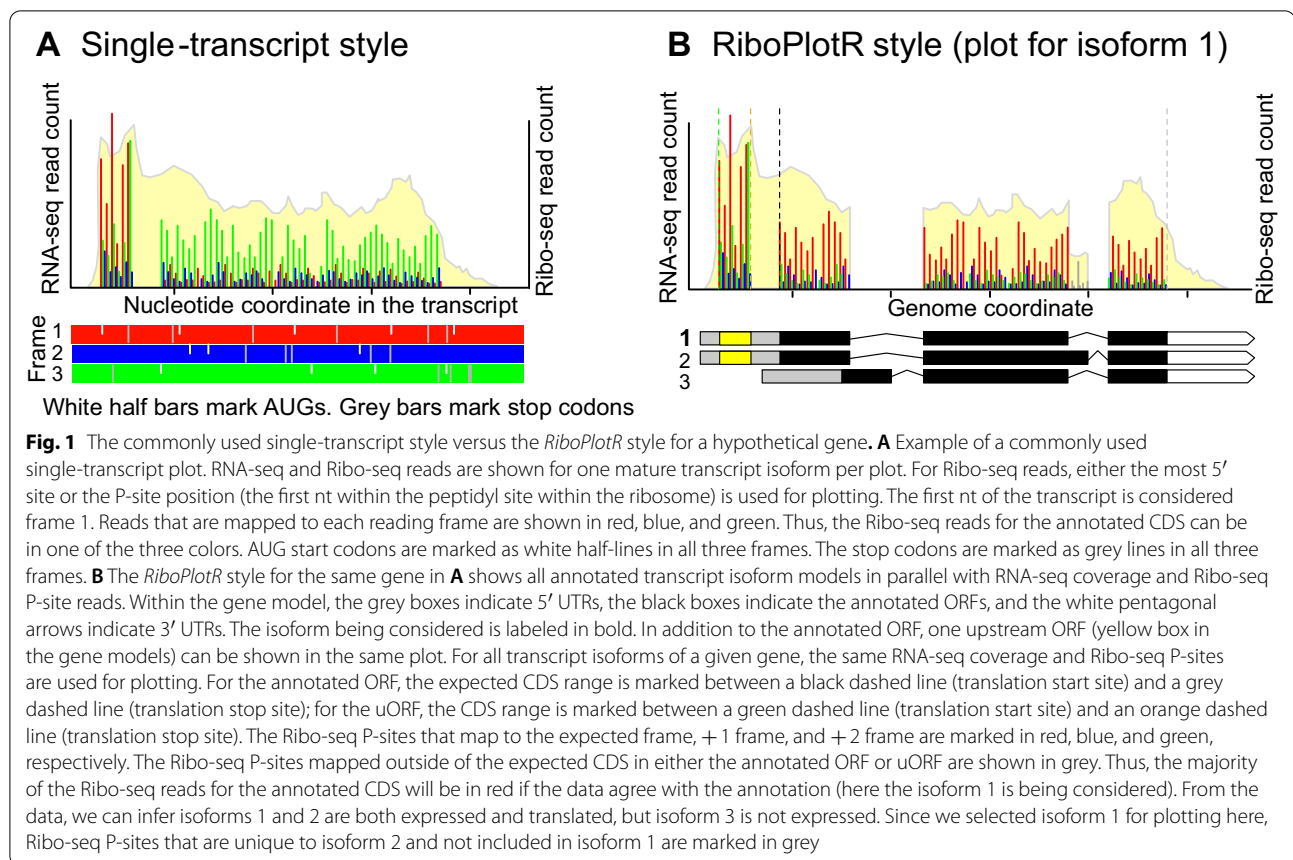 A Single-transcript style
RNA-seq read count
Ribo-seq read count
Nucleotide coordinate in the transcript
Frame
1
2
3
White half bars mark AUGs. Grey bars mark stop codons
B RiboPlotR style (plot for isoform 1)
RNA-seq read count
Ribo-seq read count
Genome coordinate
1
2
3
Fig. 1 The commonly used single-transcript style versus the RiboPlotR style for a hypothetical gene. A Example of a commonly used
single-transcript plot. RNA-seq and Ribo-seq reads are shown for one mature transcript isoform per plot. For Ribo-seq reads, either the most 5′
site or the P-site position (the first nt within the peptidyl site within the ribosome) is used for plotting. The first nt of the transcript is considered
frame 1. Reads that are mapped to each reading frame are shown in red, blue, and green. Thus, the Ribo-seq reads for the annotated CDS can be
in one of the three colors. AUG start codons are marked as white half-lines in all three frames. The stop codons are marked as grey lines in all three
frames. B The RiboPlotR style for the same gene in A shows all annotated transcript isoform models in parallel with RNA-seq coverage and Ribo-seq
P-site reads. Within the gene model, the grey boxes indicate 5′ UTRs, the black boxes indicate the annotated ORFs, and the white pentagonal
arrows indicate 3′ UTRs. The isoform being considered is labeled in bold. In addition to the annotated ORF, one upstream ORF (yellow box in
the gene models) can be shown in the same plot. For all transcript isoforms of a given gene, the same RNA-seq coverage and Ribo-seq P-sites
are used for plotting. For the annotated ORF, the expected CDS range is marked between a black dashed line (translation start site) and a grey
dashed line (translation stop site); for the uORF, the CDS range is marked between a green dashed line (translation start site) and an orange dashed
line (translation stop site). The Ribo-seq P-sites that map to the expected frame, +1 frame, and +2 frame are marked in red, blue, and green,
respectively. The Ribo-seq P-sites mapped outside of the expected CDS in either the annotated ORF or uORF are shown in grey. Thus, the majority
of the Ribo-seq reads for the annotated CDS will be in red if the data agree with the annotation (here the isoform 1 is being considered). From the
data, we can infer isoforms 1 and 2 are both expressed and translated, but isoform 3 is not expressed. Since we selected isoform 1 for plotting here,
Ribo-seq P-sites that are unique to isoform 2 and not included in isoform 1 are marked in grey